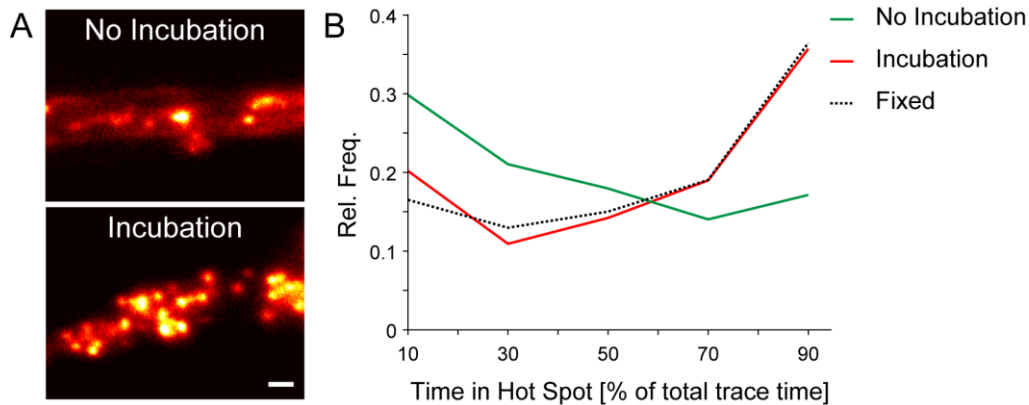 A
No Incubation
Incubation
B
0.4
0.3
0.2
0.1
0
Rel. Freq.
10 30 50 70 90
Time in Hot Spot [% of total trace time]
No Incubation
Incubation
Fixed